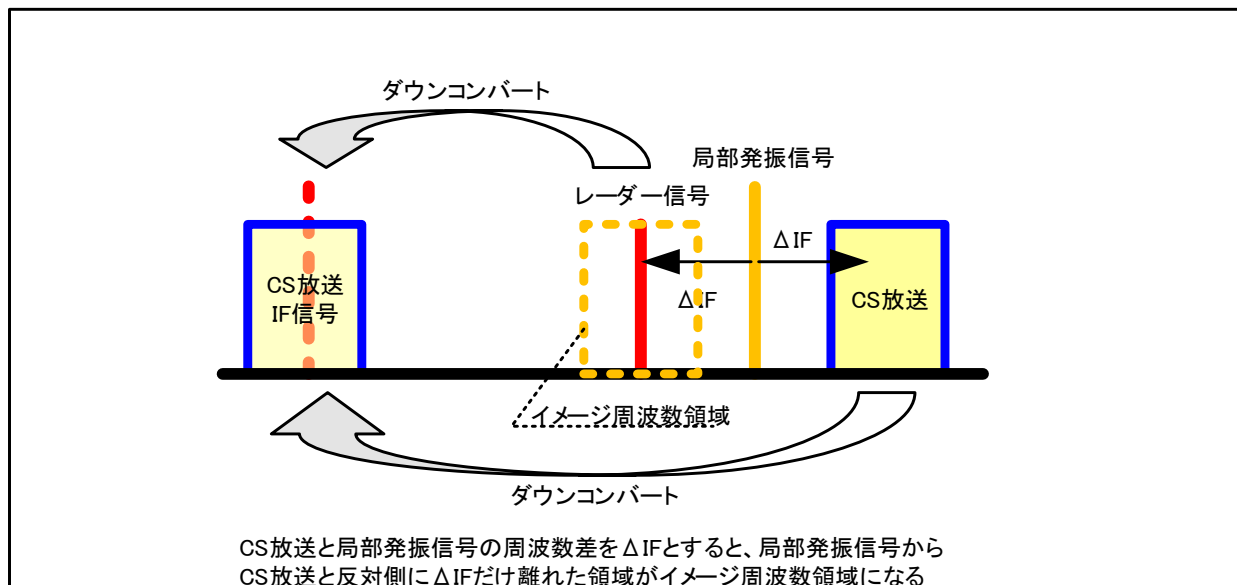 ダウンコンバート
局部発振信号
レーダー信号
ΔIF
ΔIF
CS放送
IF信号
CS放送
イメージ周波数領域
ダウンコンバート
CS放送と局部発振信号の周波数差をΔIFとすると、局部発振信号から
CS放送と反対側にΔIFだけ離れた領域がイメージ周波数領域になる